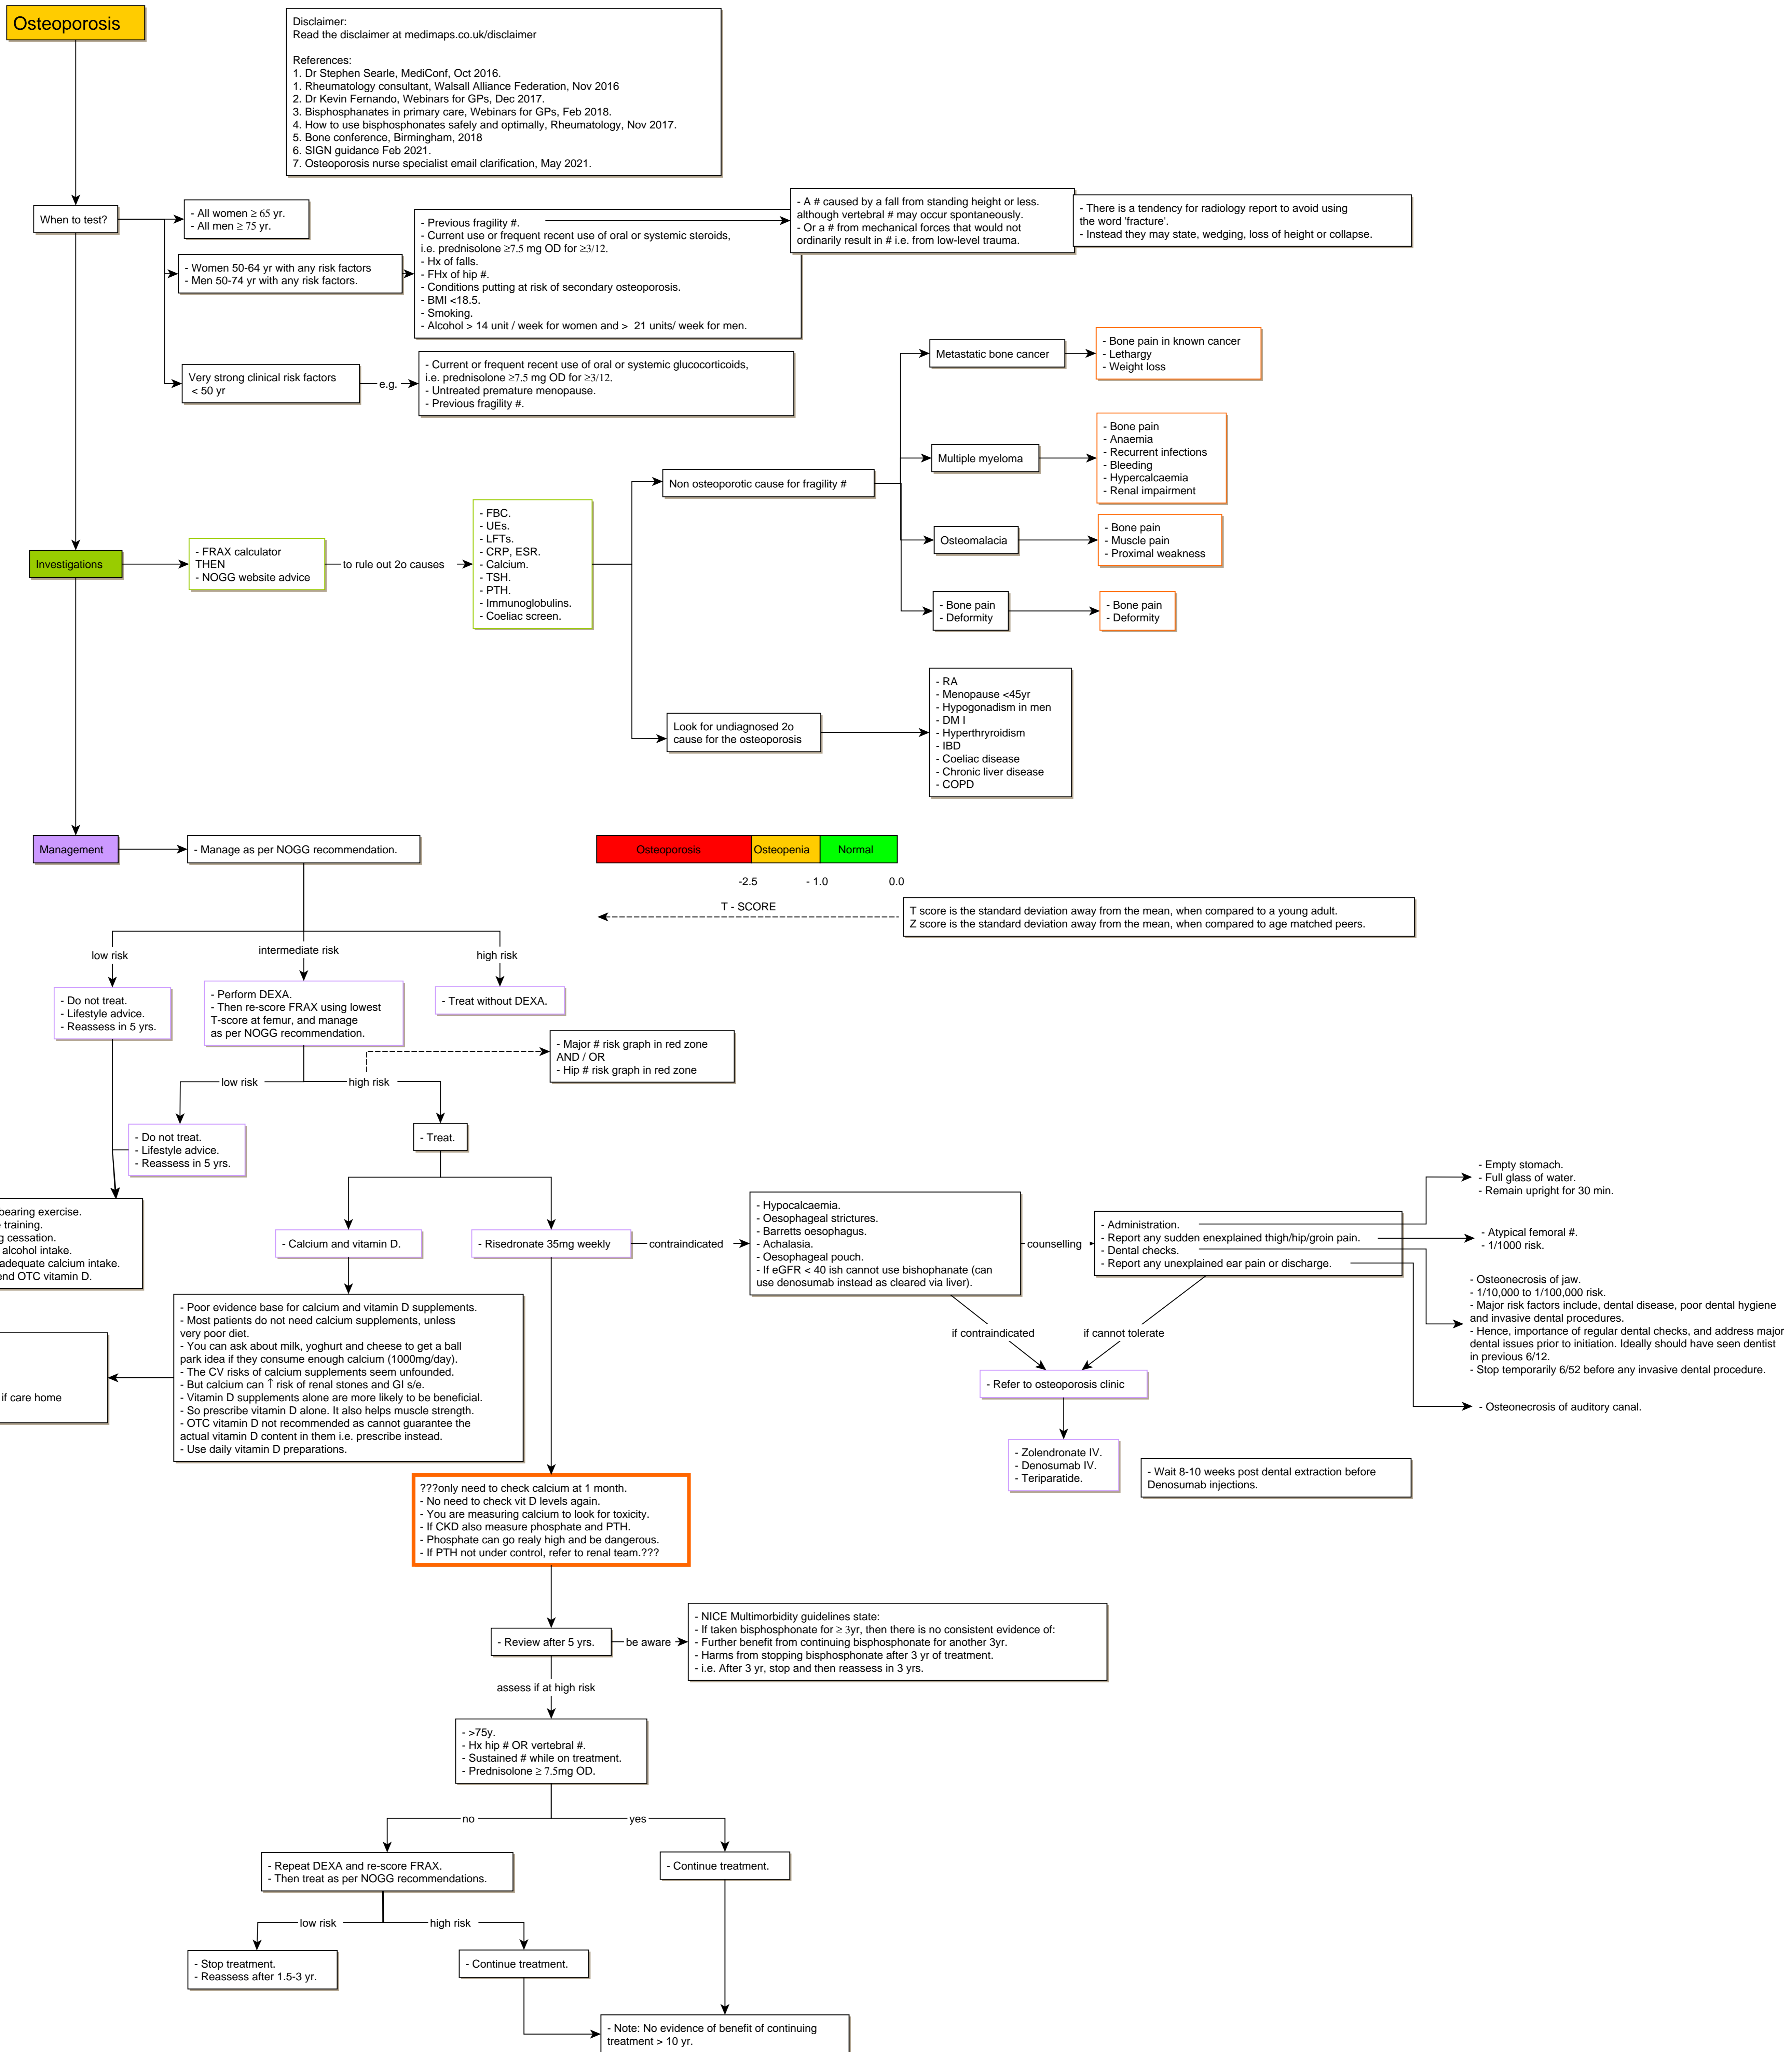 Osteoporosis
Disclaimer:
Read the disclaimer at medimaps.co.uk/disclaimer
References:
1. Dr Stephen Searle, MediConf, Oct 2016.
1. Rheumatology consultant, Walsall Alliance Federation, Nov 2016
2. Dr Kevin Fernando, Webinars for GPs, Dec 2017.
3. Bisphosphanates in primary care, Webinars for GPs, Feb 2018.
4. How to use bisphosphonates safely and optimally, Rheumatology, Nov 2017.
5. Bone conference, Birmingham, 2018
6. SIGN guidance Feb 2021.
7. Osteoporosis nurse specialist email clarification, May 2021.
When to test?
- All women ≥ 65 yr.
- All men ≥ 75 yr.
- Women 50-64 yr with any risk factors
- Men 50-74 yr with any risk factors.
- Previous fragility #.
- Current use or frequent recent use of oral or systemic steroids,
i.e. prednisolone ≥7.5 mg OD for ≥3/12.
- Hx of falls.
- FHx of hip #.
- Conditions putting at risk of secondary osteoporosis.
- BMI <18.5.
- Smoking.
- Alcohol > 14 unit / week for women and > 21 units/ week for men.
- A # caused by a fall from standing height or less.
although vertebral # may occur spontaneously.
- Or a # from mechanical forces that would not
ordinarily result in # i.e. from low-level trauma.
- There is a tendency for radiology report to avoid using
the word 'fracture'.
- Instead they may state, wedging, loss of height or collapse.
Very strong clinical risk factors
< 50 yr
e.g.
- Current or frequent recent use of oral or systemic glucocorticoids,
i.e. prednisolone ≥7.5 mg OD for ≥3/12.
- Untreated premature menopause.
- Previous fragility #.
Investigations
- FRAX calculator
THEN
- NOGG website advice
to rule out 2o causes
- FBC.
- UEs.
- LFTs.
- CRP, ESR.
- Calcium.
- TSH.
- PTH.
- Immunoglobulins.
- Coeliac screen.
Non osteoporotic cause for fragility #
Metastatic bone cancer
- Bone pain in known cancer
- Lethargy
- Weight loss
Multiple myeloma
- Bone pain
- Anaemia
- Recurrent infections
- Bleeding
- Hypercalcaemia
- Renal impairment
Osteomalacia
- Bone pain
- Muscle pain
- Proximal weakness
- Bone pain
- Deformity
- Bone pain
- Deformity
Look for undiagnosed 2o
cause for the osteoporosis
- RA
- Menopause <45yr
- Hypogonadism in men
- DM I
- Hyperthryroidism
- IBD
- Coeliac disease
- Chronic liver disease
- COPD
Management
- Manage as per NOGG recommendation.
Osteoporosis
Osteopenia
Normal
-2.5
- 1.0
0.0
T - SCORE
T score is the standard deviation away from the mean, when compared to a young adult.
Z score is the standard deviation away from the mean, when compared to age matched peers.
low risk
intermediate risk
high risk
- Do not treat.
- Lifestyle advice.
- Reassess in 5 yrs.
- Perform DEXA.
- Then re-score FRAX using lowest
T-score at femur, and manage
as per NOGG recommendation.
- Treat without DEXA.
- Major # risk graph in red zone
AND / OR
- Hip # risk graph in red zone
low risk
high risk
- Do not treat.
- Lifestyle advice.
- Reassess in 5 yrs.
- Treat.
bearing exercise.
training.
cessation.
alcohol intake.
adequate calcium intake.
OTC vitamin D.
- Calcium and vitamin D.
- Risedronate 35mg weekly
contraindicated
- Hypocalcaemia.
- Oesophageal strictures.
- Barretts oesophagus.
- Achalasia.
- Oesophageal pouch.
- If eGFR < 40 ish cannot use bishophanate (can
use denosumab instead as cleared via liver).
counselling
- Administration.
- Report any sudden enexplained thigh/hip/groin pain.
- Dental checks.
- Report any unexplained ear pain or discharge.
- Empty stomach.
- Full glass of water.
- Remain upright for 30 min.
- Atypical femoral #.
- 1/1000 risk.
- Osteonecrosis of jaw.
- 1/10,000 to 1/100,000 risk.
- Major risk factors include, dental disease, poor dental hygiene
and invasive dental procedures.
- Hence, importance of regular dental checks, and address major
dental issues prior to initiation. Ideally should have seen dentist
in previous 6/12.
- Stop temporarily 6/52 before any invasive dental procedure.
- Osteonecrosis of auditory canal.
if care home
- Poor evidence base for calcium and vitamin D supplements.
- Most patients do not need calcium supplements, unless
very poor diet.
- You can ask about milk, yoghurt and cheese to get a ball
park idea if they consume enough calcium (1000mg/day).
- The CV risks of calcium supplements seem unfounded.
- But calcium can ↑ risk of renal stones and GI s/e.
- Vitamin D supplements alone are more likely to be beneficial.
- So prescribe vitamin D alone. It also helps muscle strength.
- OTC vitamin D not recommended as cannot guarantee the
actual vitamin D content in them i.e. prescribe instead.
- Use daily vitamin D preparations.
if contraindicated
if cannot tolerate
- Refer to osteoporosis clinic
- Zolendronate IV.
- Denosumab IV.
- Teriparatide.
- Wait 8-10 weeks post dental extraction before
Denosumab injections.
???only need to check calcium at 1 month.
- No need to check vit D levels again.
- You are measuring calcium to look for toxicity.
- If CKD also measure phosphate and PTH.
- Phosphate can go realy high and be dangerous.
- If PTH not under control, refer to renal team.???
- Review after 5 yrs.
be aware
- NICE Multimorbidity guidelines state:
- If taken bisphosphonate for ≥ 3yr, then there is no consistent evidence of:
- Further benefit from continuing bisphosphonate for another 3yr.
- Harms from stopping bisphosphonate after 3 yr of treatment.
- i.e. After 3 yr, stop and then reassess in 3 yrs.
assess if at high risk
- >75y.
- Hx hip # OR vertebral #.
- Sustained # while on treatment.
- Prednisolone ≥ 7.5mg OD.
no
yes
- Repeat DEXA and re-score FRAX.
- Then treat as per NOGG recommendations.
- Continue treatment.
low risk
high risk
- Stop treatment.
- Reassess after 1.5-3 yr.
- Continue treatment.
- Note: No evidence of benefit of continuing
treatment > 10 yr.